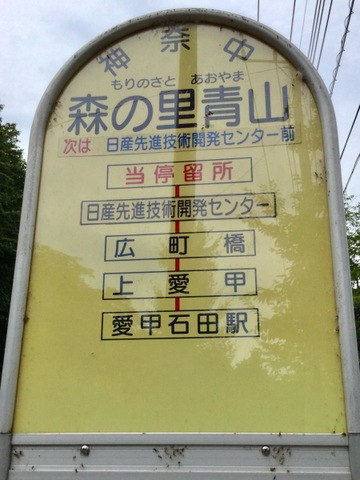 神奈中
もりのさと あおやま
森の里青山
次は 日産先進技術開発センター前
当停留所
日産先進技術開発センター
広町橋
上愛甲
愛甲石田駅